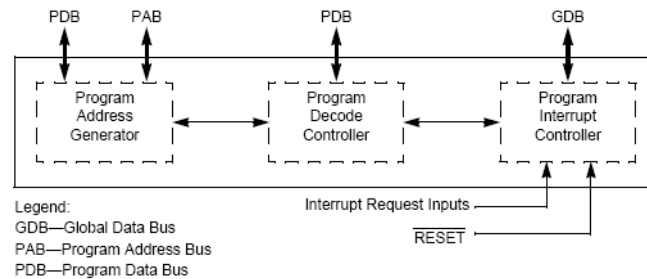 PDB PAB PDB GDB
Program
Address
Generator
Program
Decode
Controller
Program
Interrupt
Controller
Interrupt Request Inputs
RESET
Legend:
GDB—Global Data Bus
PAB—Program Address Bus
PDB—Program Data Bus